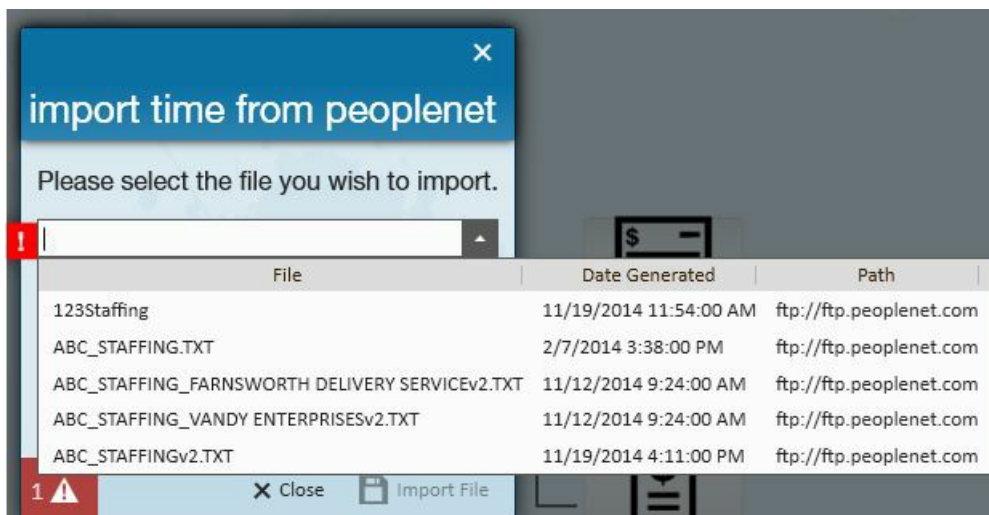 import time from peoplenet
Please select the file you wish to import.
!
$
File Date Generated Path
123Staffing 11/19/2014 11:54:00 AM ftp://ftp.peoplenet.com
ABC_STAFFING.TXT 2/7/2014 3:38:00 PM ftp://ftp.peoplenet.com
ABC_STAFFING_FARNSWORTH DELIVERY SERVICEv2.TXT 11/12/2014 9:24:00 AM ftp://ftp.peoplenet.com
ABC_STAFFING_VANDY ENTERPRISESv2.TXT 11/12/2014 9:24:00 AM ftp://ftp.peoplenet.com
ABC_STAFFINGv2.TXT 11/19/2014 4:11:00 PM ftp://ftp.peoplenet.com
1 Close Import File